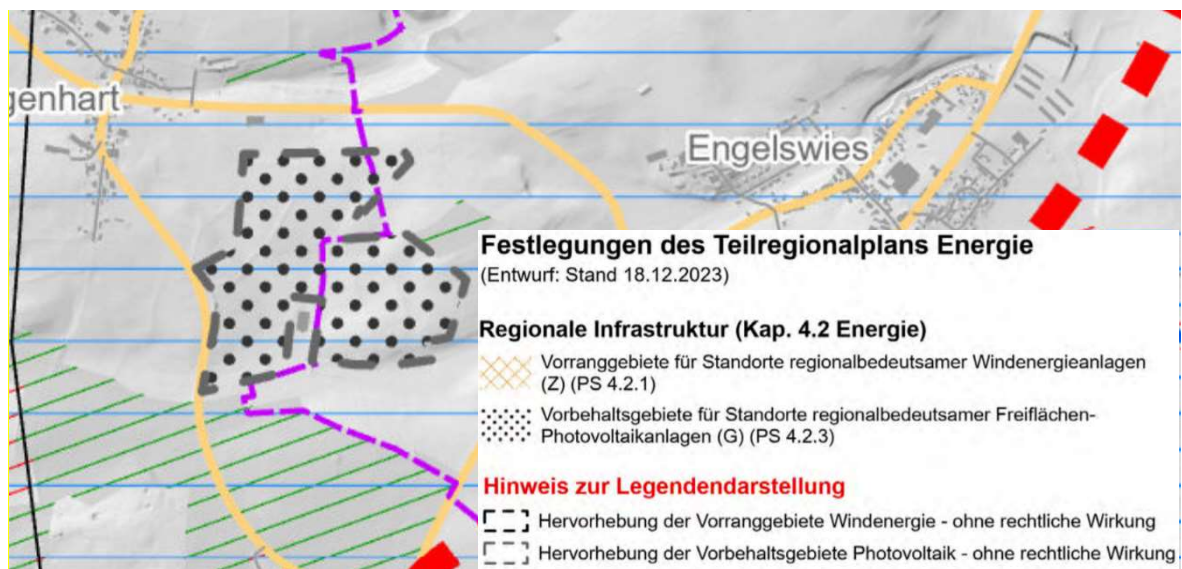 genhart
Engelswies
Festlegungen des Teilregionalplans Energie
(Entwurf: Stand 18.12.2023)
Regionale Infrastruktur (Kap. 4.2 Energie)
Vorranggebiete für Standorte regionalbedeutsamer Windenergieanlagen
(Z) (PS 4.2.1)
Vorbehaltsgebiete für Standorte regionalbedeutsamer Freiflächen-
Photovoltaikanlagen (G) (PS 4.2.3)
Hinweis zur Legendendarstellung
Hervorhebung der Vorranggebiete Windenergie - ohne rechtliche Wirkung
Hervorhebung der Vorbehaltsgebiete Photovoltaik - ohne rechtliche Wirkung